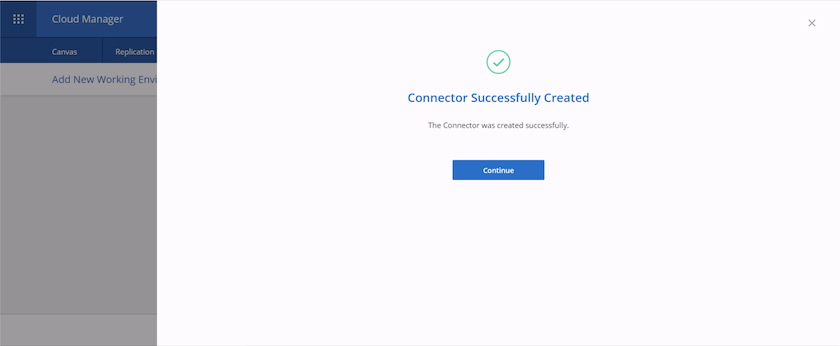 Cloud Manager
Canvas
Replication
Add New Working Envi
Connector Successfully Created
The Connector was created successfully.
Continue